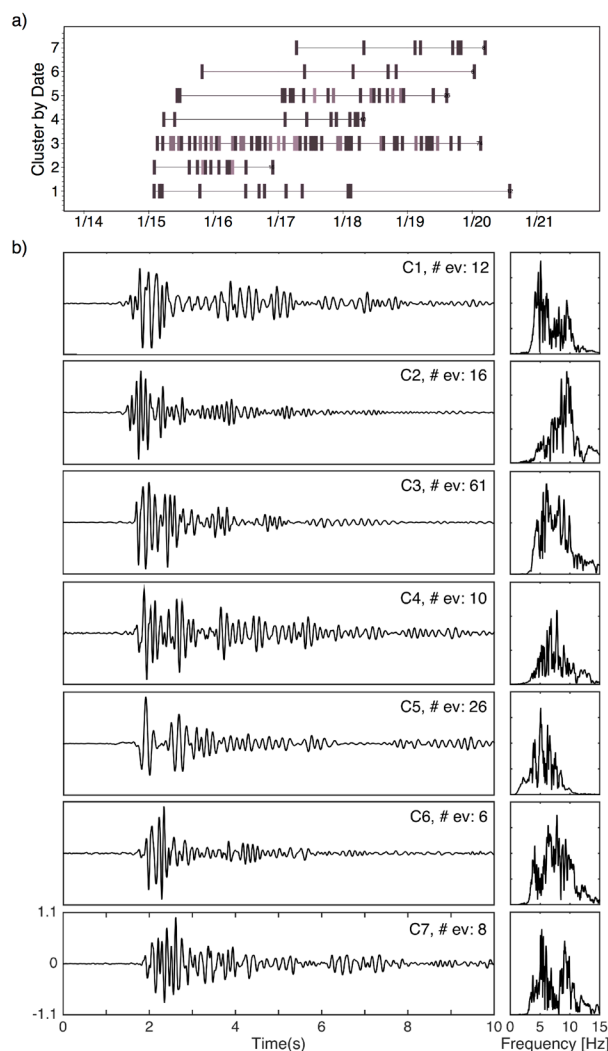 a)
Cluster by Date
7
6
5
4
3
2
1
1/14 1/15 1/16 1/17 1/18 1/19 1/20 1/21
b)
C1, # ev: 12
C2, # ev: 16
C3, # ev: 61
C4, # ev: 10
C5, # ev: 26
C6, # ev: 6
C7, # ev: 8
1.1
0
-1.1
0 2 4 6 8 10 0 5 10 15
Time(s) Frequency [Hz]